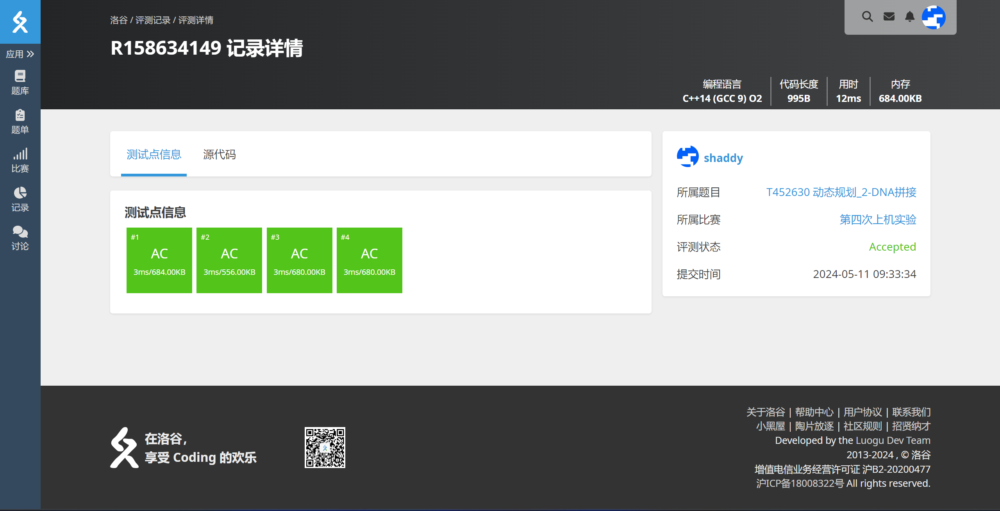 洛谷 / 评测记录 / 评测详情
R158634149 记录详情
应用
题库
题单
比赛
记录
讨论
编程语言
C++14 (GCC 9) O2
代码长度
995B
用时
12ms
内存
684.00KB
测试点信息 源代码
测试点信息
#1
AC
3ms/684.00KB
#2
AC
3ms/556.00KB
#3
AC
3ms/680.00KB
#4
AC
3ms/680.00KB
shaddy
所属题目 T452630 动态规划_2-DNA拼接
所属比赛 第四次上机实验
评测状态 Accepted
提交时间 2024-05-11 09:33:34
在洛谷，
享受 Coding 的欢乐
关于洛谷 | 帮助中心 | 用户协议 | 联系我们
小黑屋 | 陶片放逐 | 社区规则 | 招贤纳才
Developed by the Luogu Dev Team
2013-2024 , © 洛谷
增值电信业务经营许可证 沪B2-20200477
沪ICP备18008322号 All rights reserved.